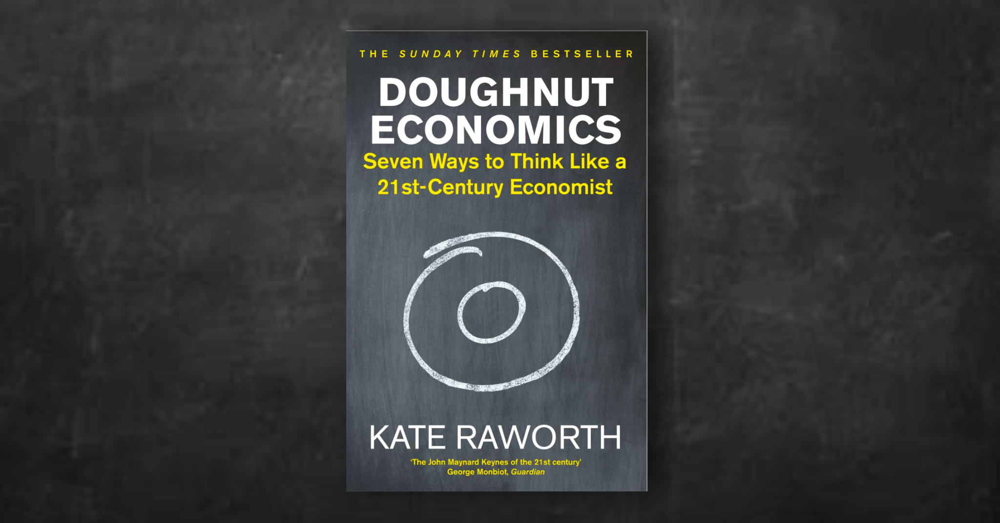 THE SUNDAY TIMES BESTSELLER
DOUGHNUT
ECONOMICS
Seven Ways to Think Like a
21st-Century Economist
KATE RAWORTH
‘The John Maynard Keynes of the 21st century’
George Monbiot, Guardian